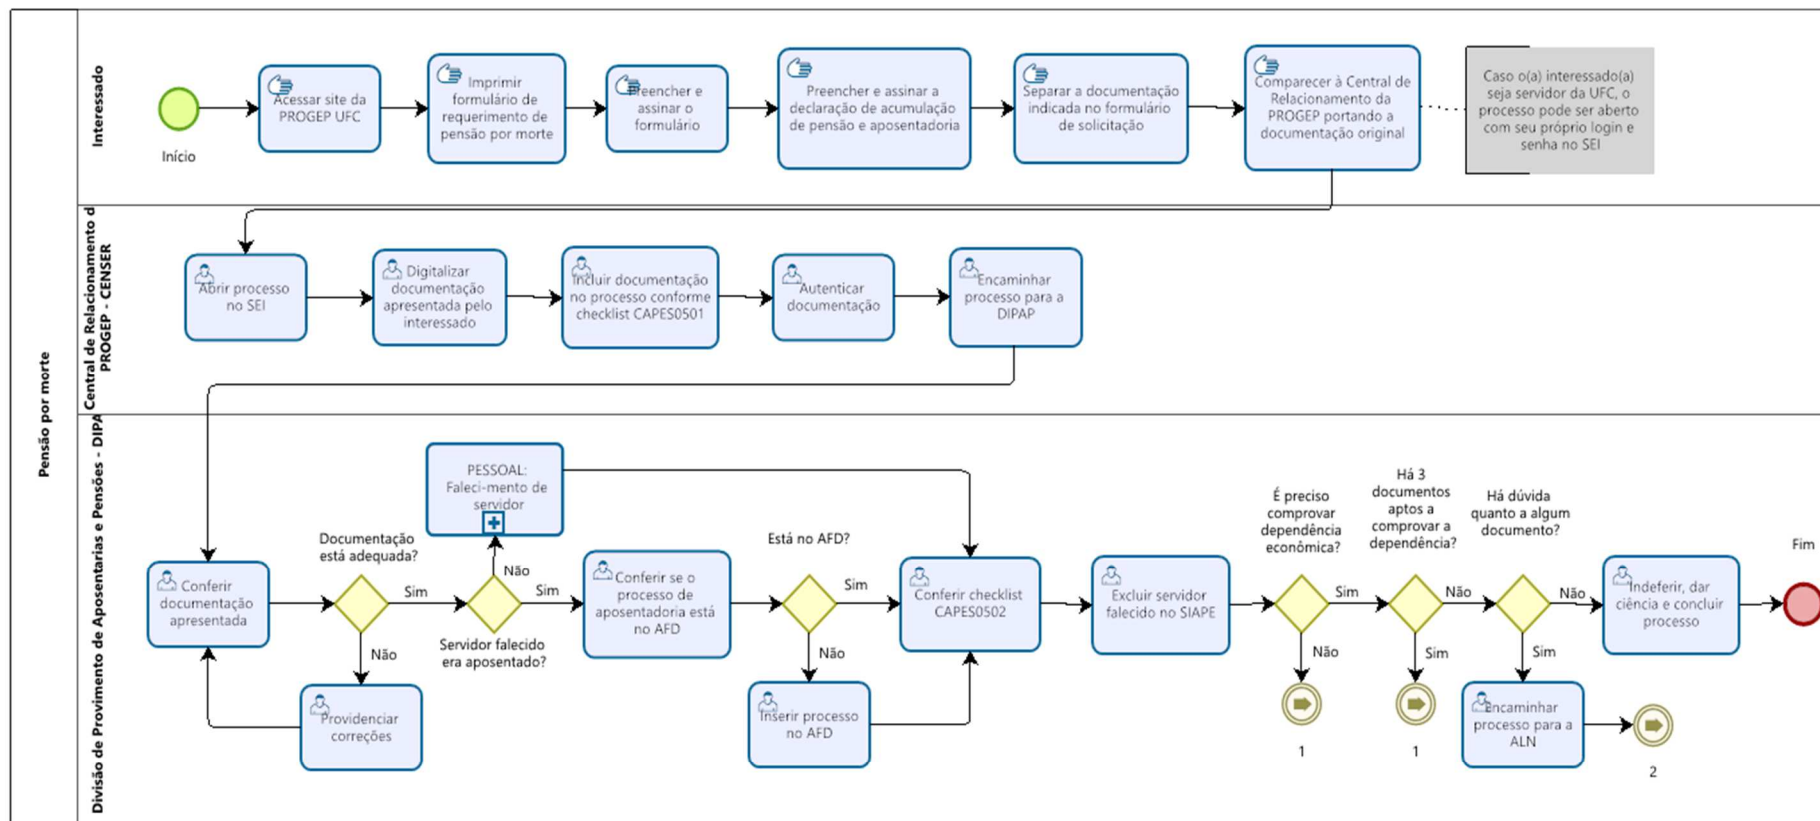 Pensão por morte
Interessado
Início
Acessar site da
PROGEP UFC
Imprimir
formulário de
requerimento de
pensão por morte
Preencher e
assinar o
formulário
Preencher e assinar a
declaração de acumulação
de pensão e aposentadoria
Separar a documentação
indicada no formulário
de solicitação
Comparecer à Central de
Relacionamento da
PROGEP portando a
documentação original
Caso o(a) interessado(a)
seja servidor da UFC, o
processo pode ser aberto
com seu próprio login e
senha no SEI
Central de Relacionamento d
PROGEP - CENSER
Abrir processo
no SEI
Digitalizar
documentação
apresentada pelo
interessado
Incluir documentação
no processo conforme
checklist CAPES0501
Autenticar
documentação
Encaminhar
processo para a
DIPAP
Divisão de Provimento de Aposentarias e Pensões - DIPA
Conferir
documentação
apresentada
Documentação
está adequada?
Sim
Não
Providenciar
correções
PESSOAL:
Faleci-mento de
servidor
Não
Sim
Servidor falecido
era aposentado?
Conferir se o
processo de
aposentadoria está
no AFD
Está no AFD?
Sim
Não
Inserir processo
no AFD
Conferir checklist
CAPES0502
Excluir servidor
falecido no SIAPE
É preciso
comprovar
dependência
econômica?
Sim
Não
1
Há 3
documentos
aptos a
comprovar a
dependência?
Não
Sim
1
Há dúvida
quanto a algum
documento?
Não
Sim
Encaminhar
processo para a
ALN
2
Indeferir, dar
ciência e concluir
processo
Fim